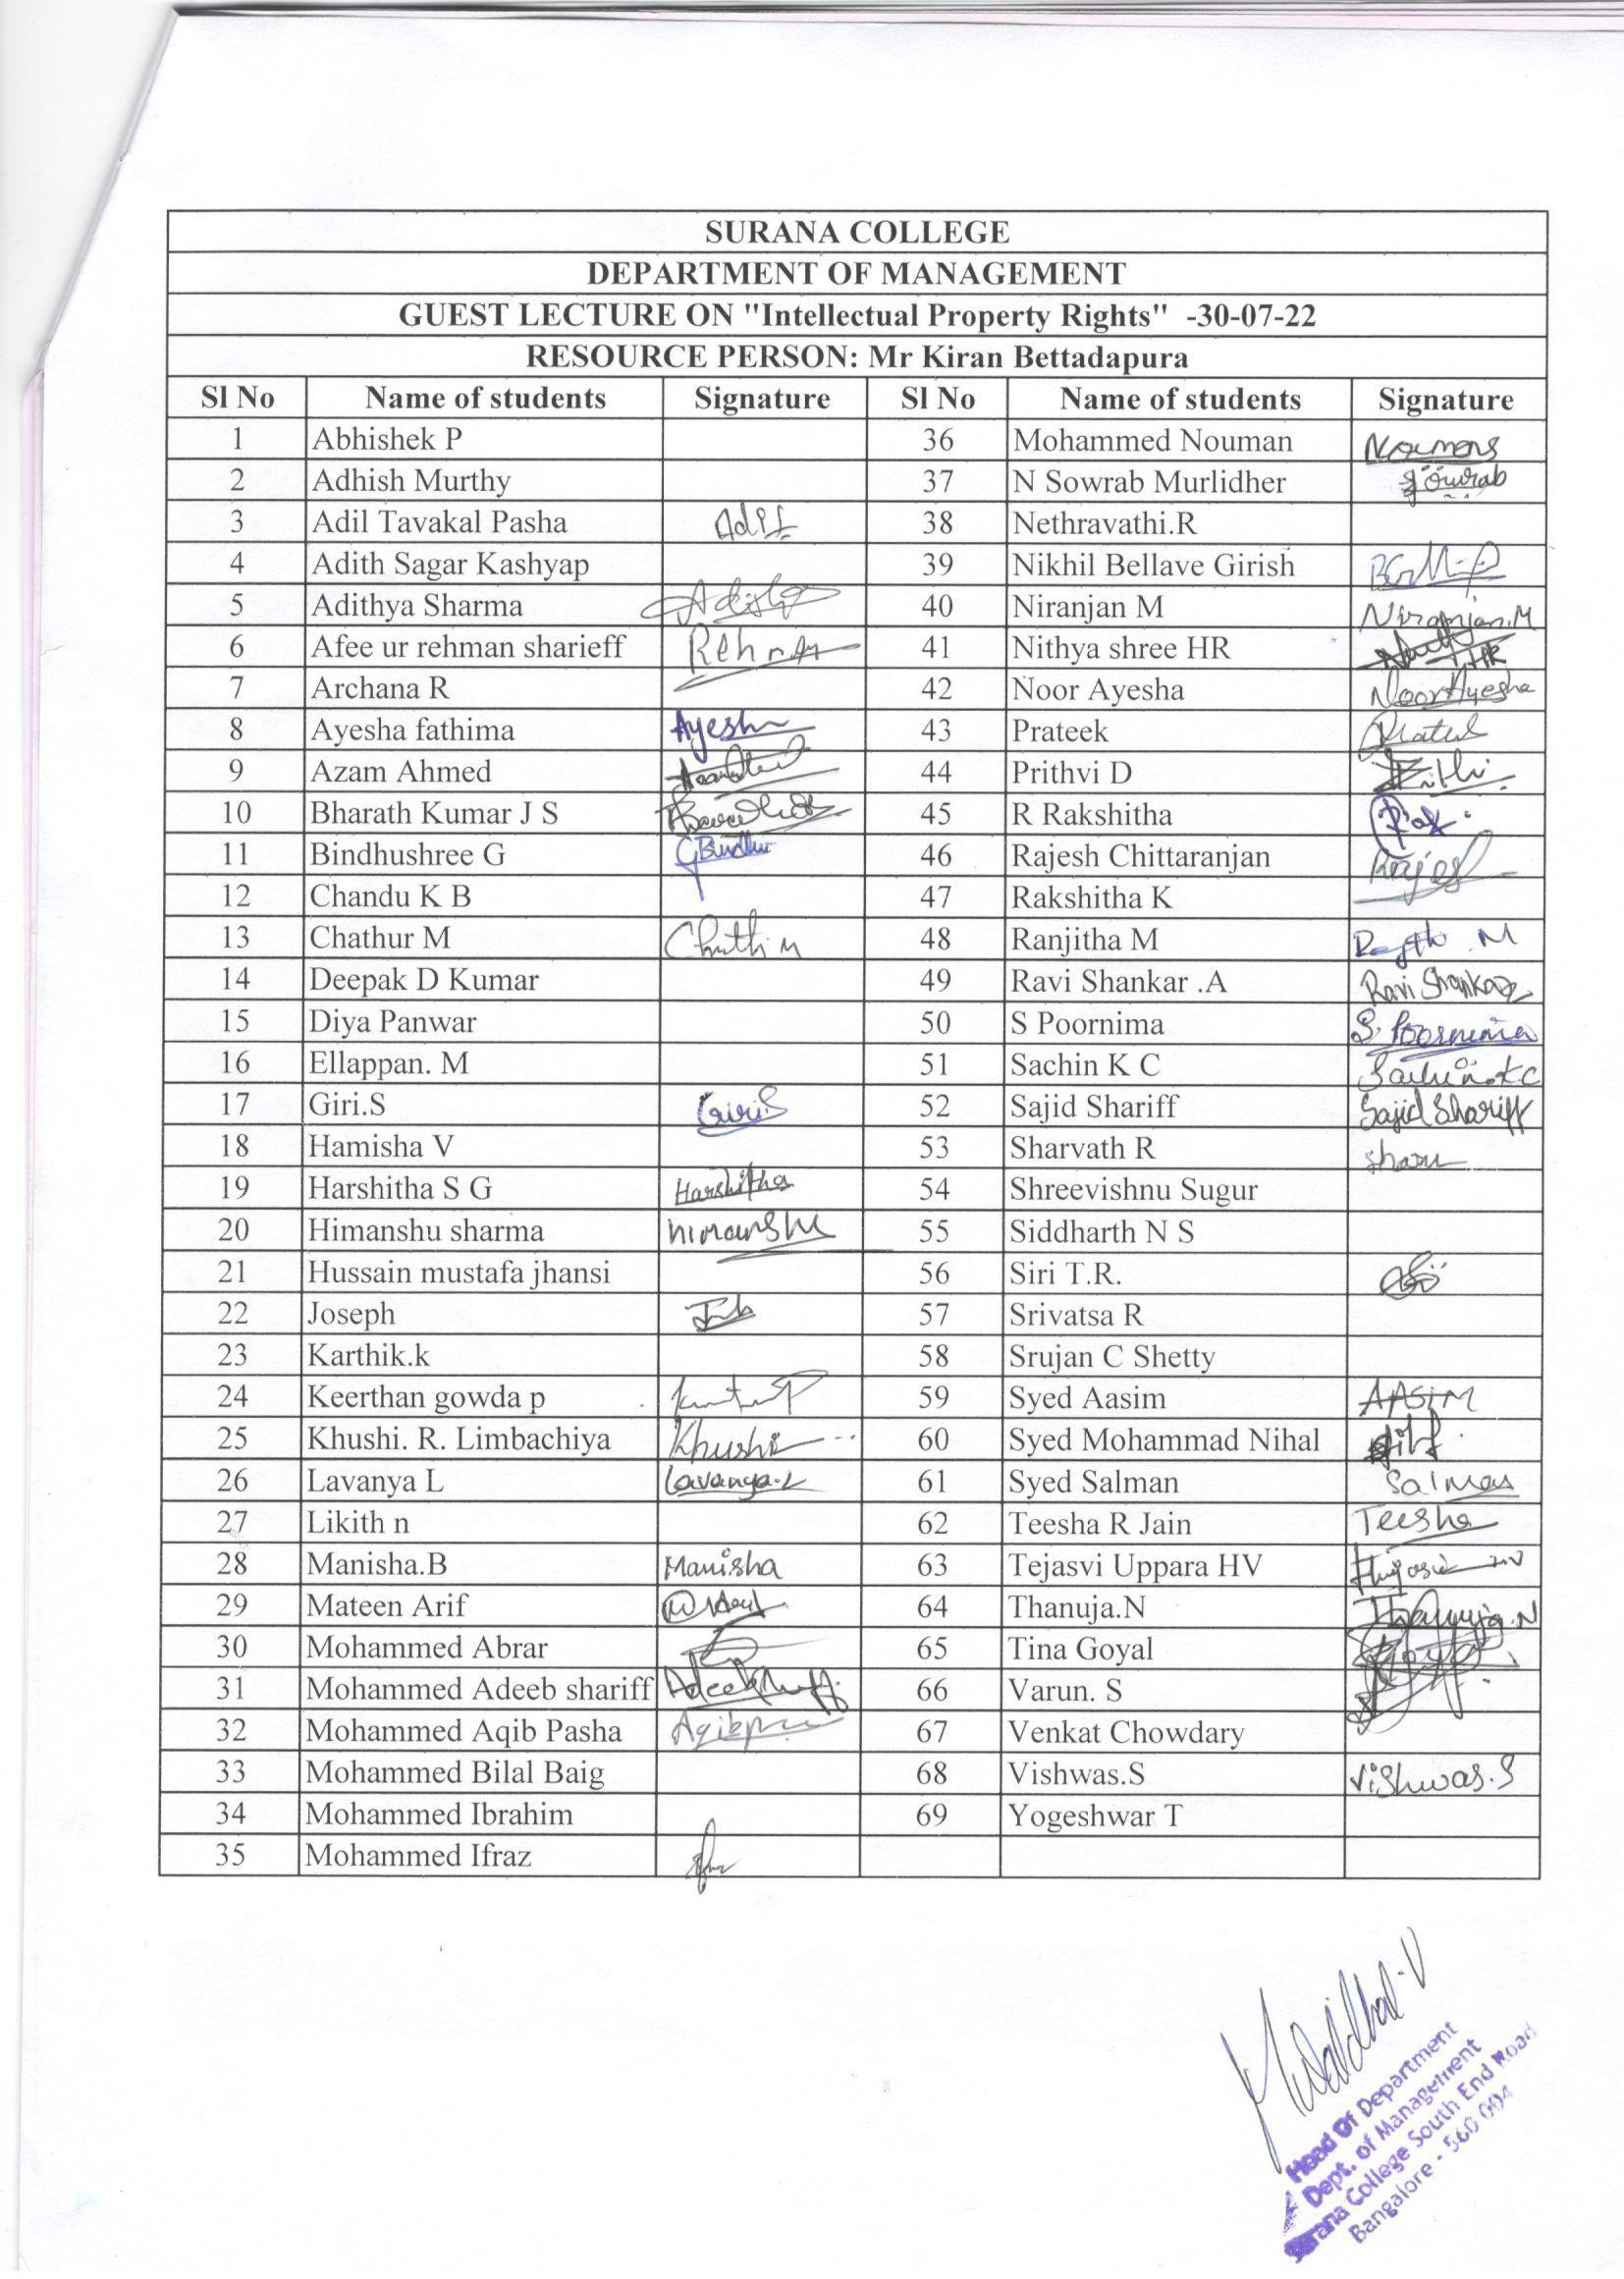 SURANA COLLEGE
DEPARTMENT OF MANAGEMENT
GUEST LECTURE ON "Intellectual Property Rights" -30-07-22
RESOURCE PERSON: Mr Kiran Bettadapura
Sl No Name of students Signature Sl No Name of students Signature
1 Abhishek P 36 Mohammed Nouman
2 Adhish Murthy 37 N Sowrab Murlidher Sowrab
3 Adil Tavakal Pasha Adil 38 Nethravathi.R
4 Adith Sagar Kashyap 39 Nikhil Bellave Girish
5 Adithya Sharma 40 Niranjan M Niranjan.M
6 Afee ur rehman sharieff 41 Nithya shree HR
7 Archana R 42 Noor Ayesha Noor Ayesha
8 Ayesha fathima Ayesha 43 Prateek
9 Azam Ahmed 44 Prithvi D
10 Bharath Kumar J S 45 R Rakshitha
11 Bindhushree G 46 Rajesh Chittaranjan Rajesh
12 Chandu K B 47 Rakshitha K
13 Chathur M 48 Ranjitha M
14 Deepak D Kumar 49 Ravi Shankar .A Ravi Shankar
15 Diya Panwar 50 S Poornima S. Poornima
16 Ellappan. M 51 Sachin K C Sachin.KC
17 Giri.S Giri.S 52 Sajid Shariff Sajid Shariff
18 Hamisha V 53 Sharvath R
19 Harshitha S G Harshitha 54 Shreevishnu Sugur
20 Himanshu sharma Himanshu 55 Siddharth N S
21 Hussain mustafa jhansi 56 Siri T.R.
22 Joseph 57 Srivatsa R
23 Karthik.k 58 Srujan C Shetty
24 Keerthan gowda p 59 Syed Aasim AASIM
25 Khushi. R. Limbachiya Khushi 60 Syed Mohammad Nihal
26 Lavanya L Lavanya.L 61 Syed Salman Salman
27 Likith n 62 Teesha R Jain Teesha
28 Manisha.B Manisha 63 Tejasvi Uppara HV
29 Mateen Arif 64 Thanuja.N Thanuja.N
30 Mohammed Abrar 65 Tina Goyal
31 Mohammed Adeeb shariff 66 Varun. S
32 Mohammed Aqib Pasha 67 Venkat Chowdary
33 Mohammed Bilal Baig 68 Vishwas.S Vishwas.S
34 Mohammed Ibrahim 69 Yogeshwar T
35 Mohammed Ifraz
Head Of Department
Dept. of Management
Surana College South End Road
Bangalore - 560 004